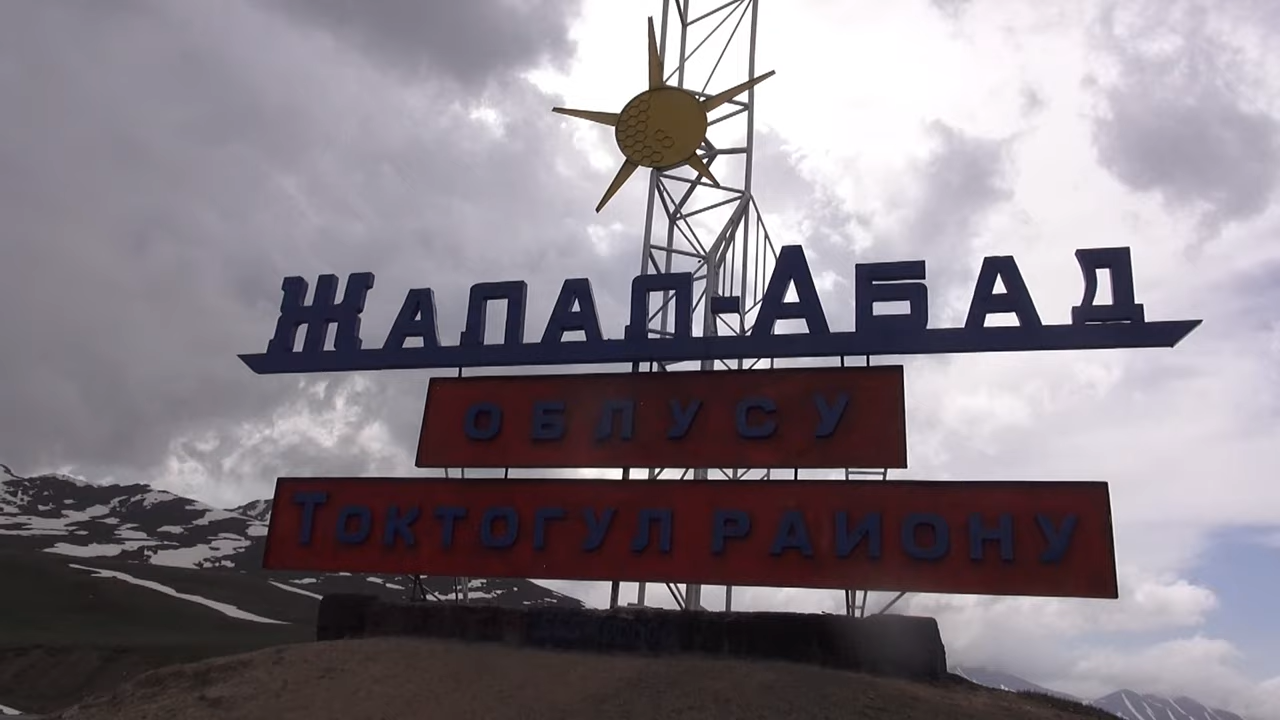 Жалал-Абад
облусу
Токтогул району